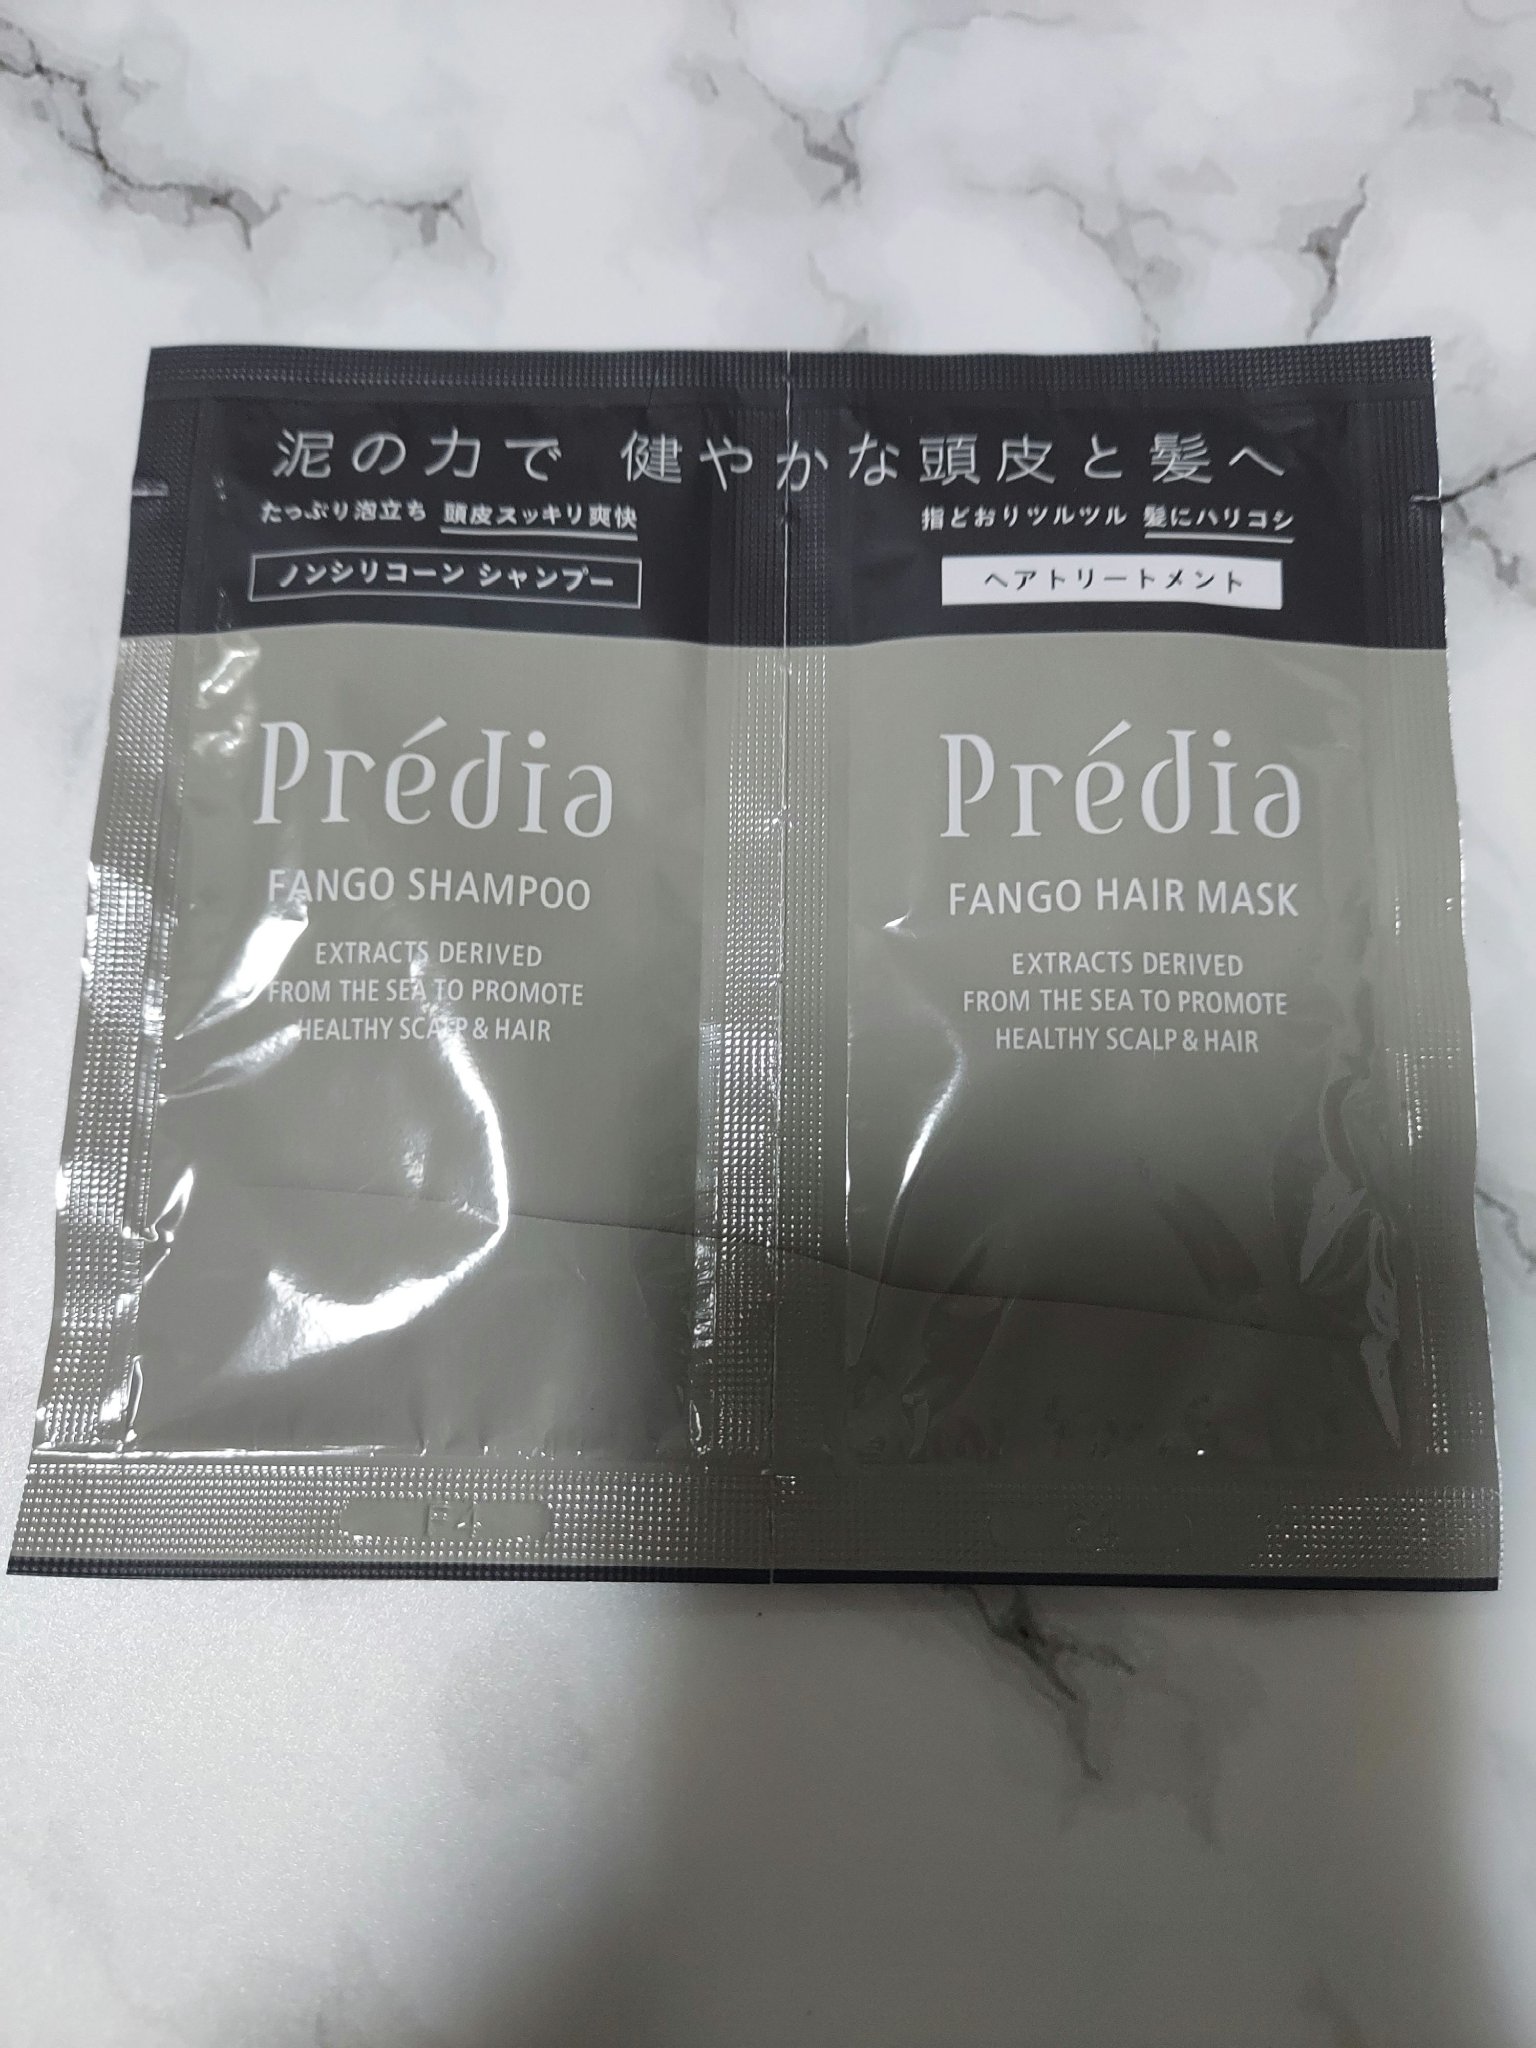 泥の力で 健やかな頭皮と髪へ
たっぷり泡立ち 頭皮スッキリ爽快
ノンシリコーン シャンプー
Prédia
FANGO SHAMPOO
EXTRACTS DERIVED
FROM THE SEA TO PROMOTE
HEALTHY SCALP & HAIR
F4
指どおりツルツル 髪にハリコシ
ヘアトリートメント
Prédia
FANGO HAIR MASK
EXTRACTS DERIVED
FROM THE SEA TO PROMOTE
HEALTHY SCALP & HAIR